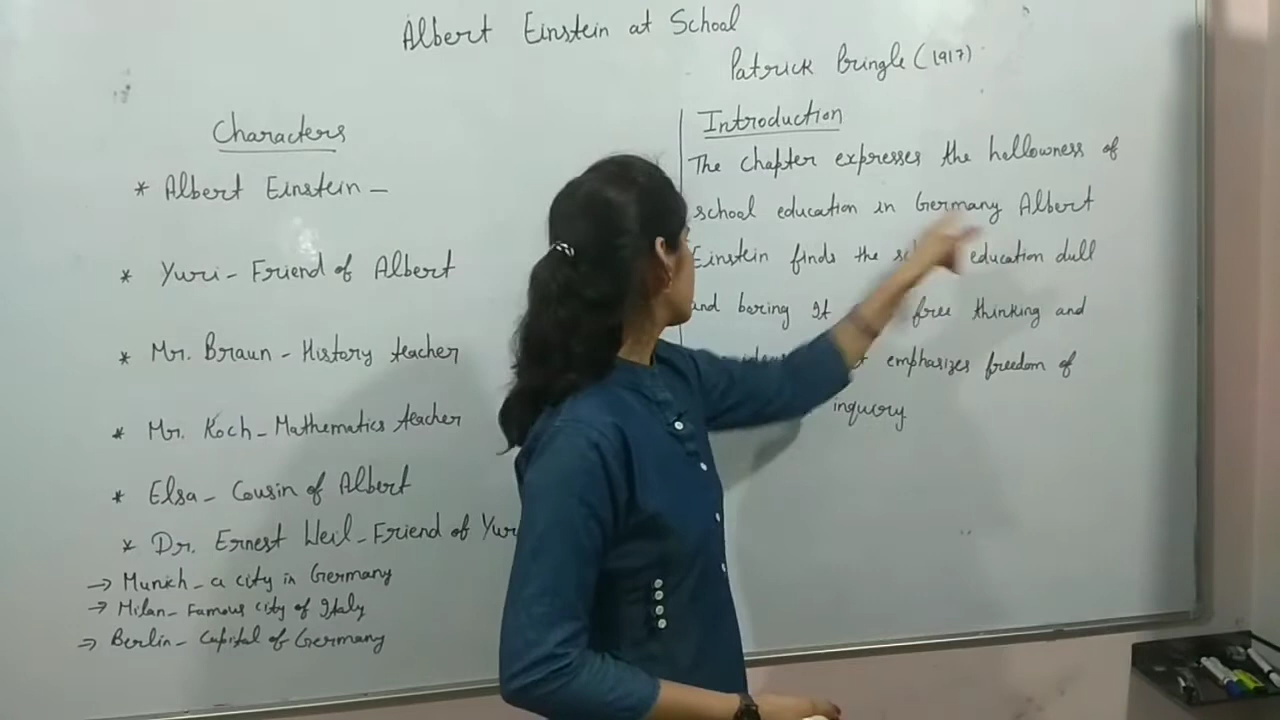 Albert Einstein at School
Patrick Pringle (1917)
Characters
* Albert Einstein –
* Yuri – Friend of Albert
* Mr. Braun – History teacher
* Mr. Koch – Mathematics teacher
* Elsa – Cousin of Albert
* Dr. Ernest Weil – Friend of Yur
→ Munich – a city in Germany
→ Milan – Famous city of Italy
→ Berlin – Capital of Germany
Introduction
The chapter expresses the hollowness of
school education in Germany Albert
Einstein finds the education dull
and boring It free thinking and
emphasizes freedom of
inquiry